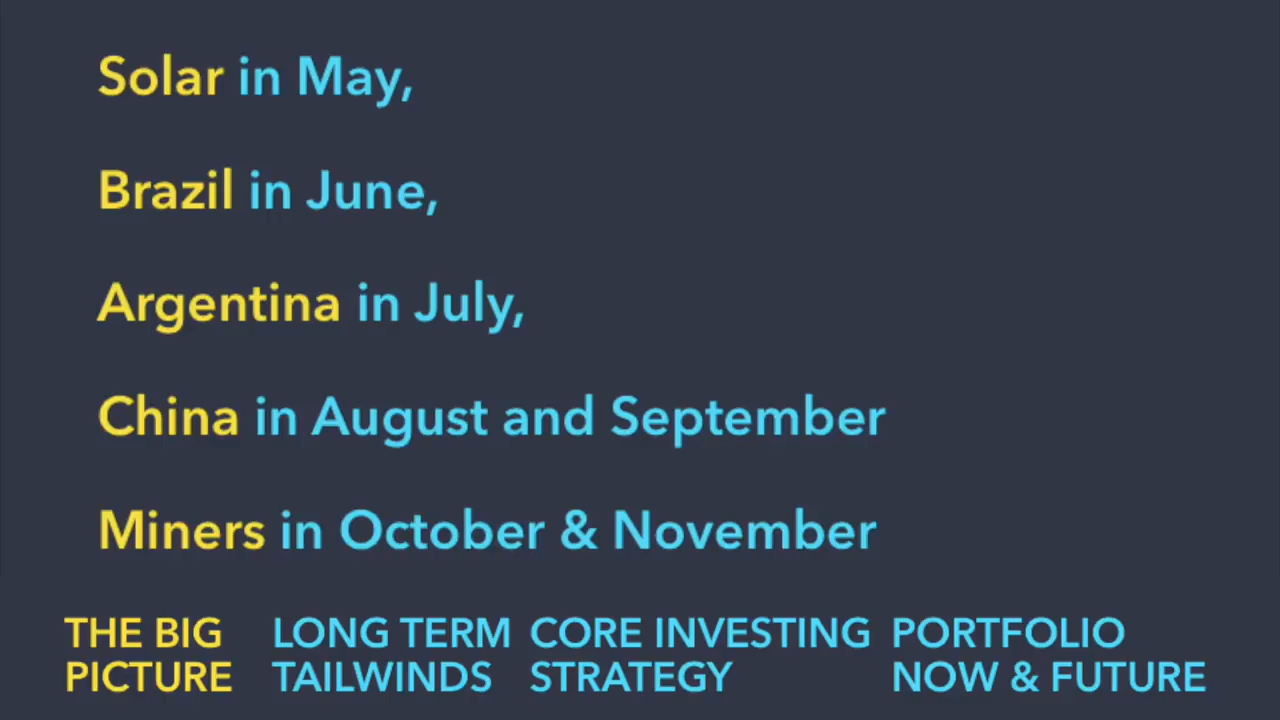 Solar in May,
Brazil in June,
Argentina in July,
China in August and September
Miners in October & November
THE BIG
PICTURE
LONG TERM
TAILWINDS
CORE INVESTING
STRATEGY
PORTFOLIO
NOW & FUTURE